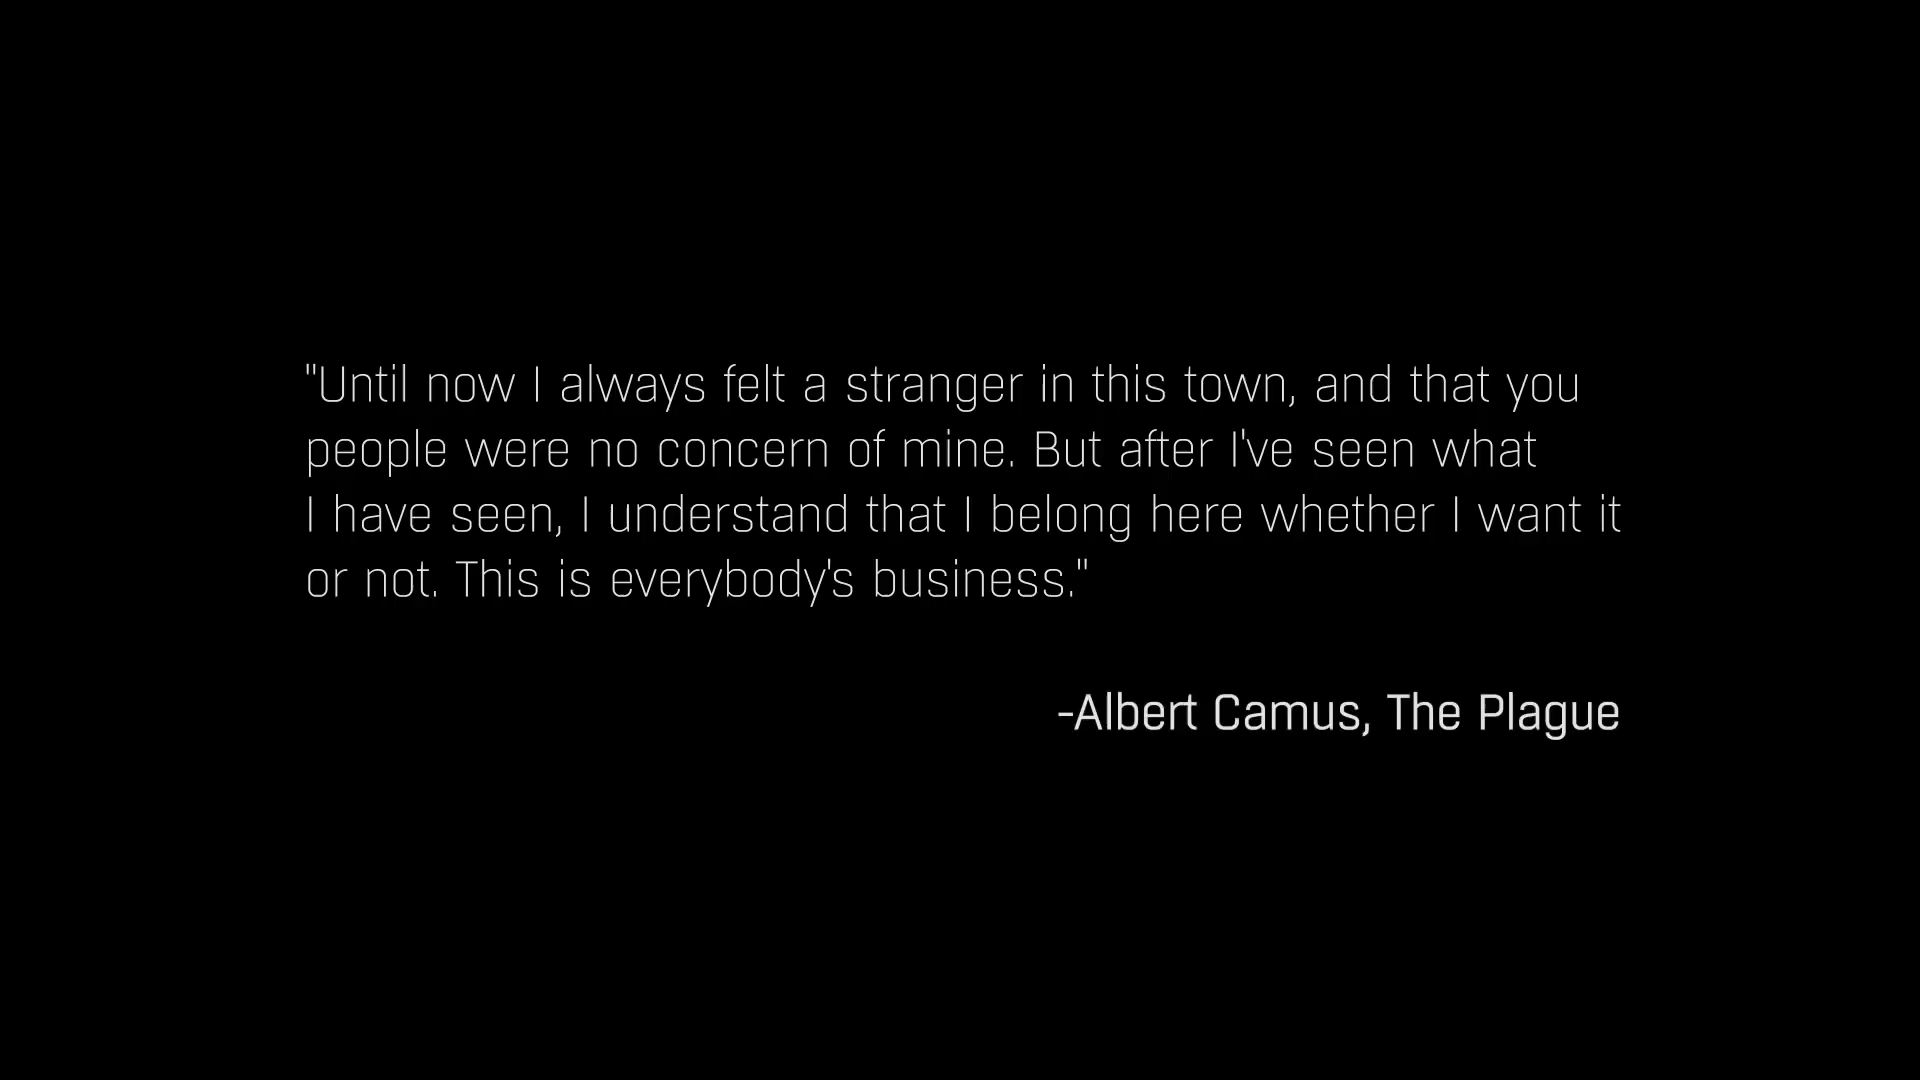 "Until now I always felt a stranger in this town, and that you
people were no concern of mine. But after I've seen what
I have seen, I understand that I belong here whether I want it
or not. This is everybody's business."
-Albert Camus, The Plague